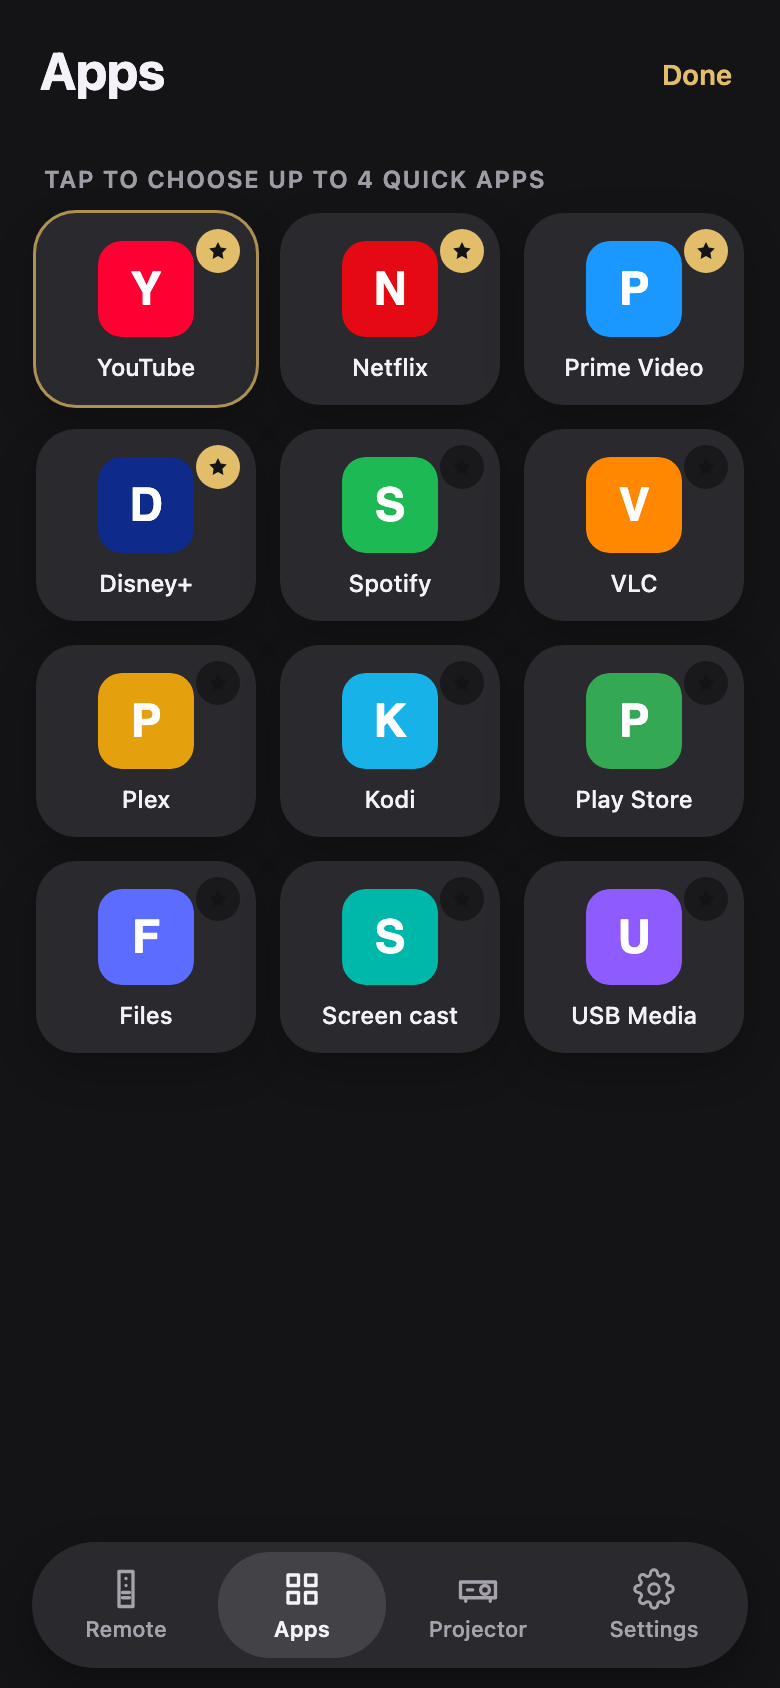 Apps
Done
TAP TO CHOOSE UP TO 4 QUICK APPS
Y
N
P
YouTube
Netflix
Prime Video
D
S
V
Disney+
Spotify
VLC
P
K
P
Plex
Kodi
Play Store
F
S
U
Files
Screen cast
USB Media
Remote
Apps
Projector
Settings